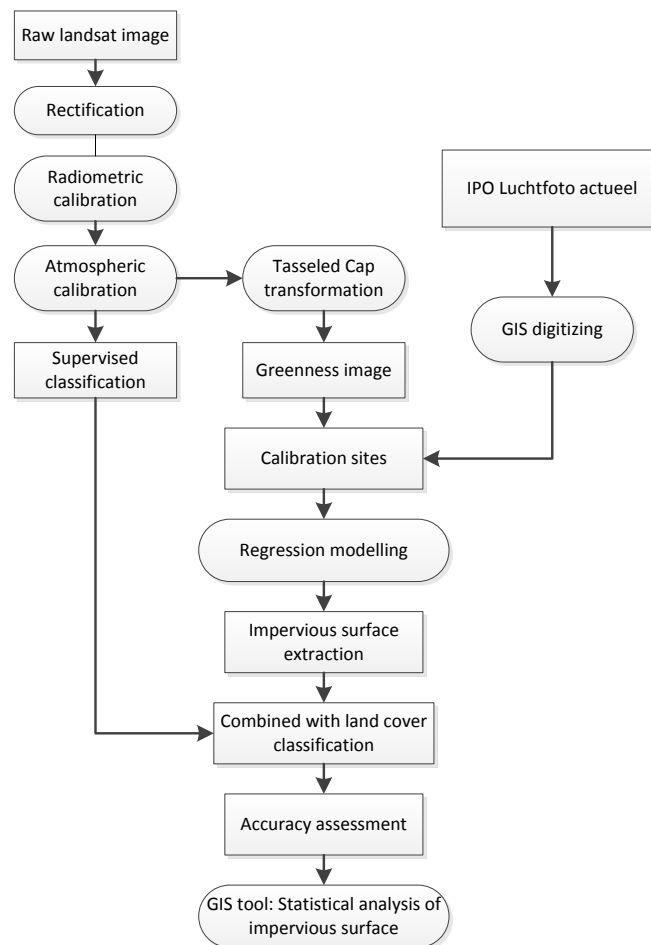 Raw landsat image
Rectification
Radiometric
calibration
IPO Luchtfoto actueel
Atmospheric
calibration
Tasseled Cap
transformation
GIS digitizing
Supervised
classification
Greenness image
Calibration sites
Regression modelling
Impervious surface
extraction
Combined with land cover
classification
Accuracy assessment
GIS tool: Statistical analysis of
impervious surface